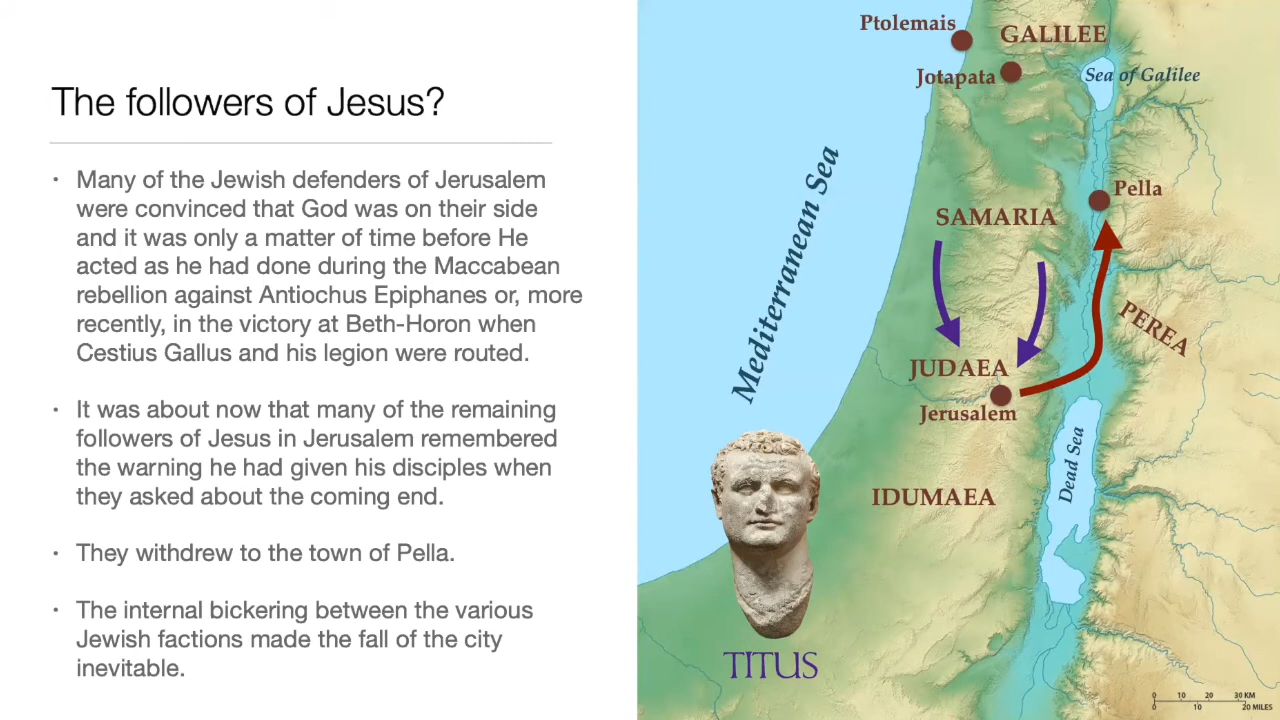 The followers of Jesus?
• Many of the Jewish defenders of Jerusalem
were convinced that God was on their side
and it was only a matter of time before He
acted as he had done during the Maccabean
rebellion against Antiochus Epiphanes or, more
recently, in the victory at Beth-Horon when
Cestius Gallus and his legion were routed.
• It was about now that many of the remaining
followers of Jesus in Jerusalem remembered
the warning he had given his disciples when
they asked about the coming end.
• They withdrew to the town of Pella.
• The internal bickering between the various
Jewish factions made the fall of the city
inevitable.
Ptolemais
GALILEE
Jotapata
Sea of Galilee
Mediterranean Sea
Pella
SAMARIA
PEREA
JUDAEA
Jerusalem
Dead Sea
IDUMAEA
TITUS
0 10 20 30 KM
0 10 20 MILES